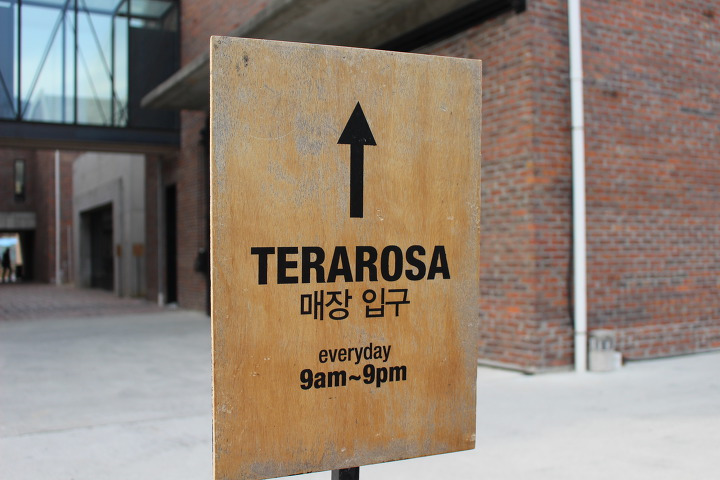 TERAROSA
매장 입구
everyday
9am~9pm